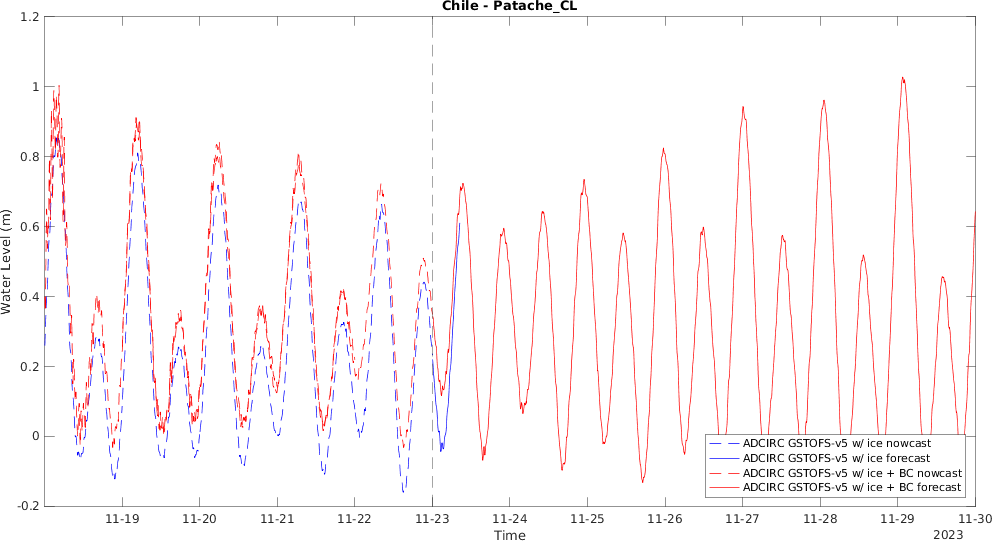 Chile - Patache_CL
1.2
1
0.8
0.6
0.4
0.2
0
-0.2
Water Level (m)
11-19 11-20 11-21 11-22 11-23 11-24 11-25 11-26 11-27 11-28 11-29 11-30
Time
2023
ADCIRC GSTOFS-v5 w/ ice nowcast
ADCIRC GSTOFS-v5 w/ ice forecast
ADCIRC GSTOFS-v5 w/ ice + BC nowcast
ADCIRC GSTOFS-v5 w/ ice + BC forecast